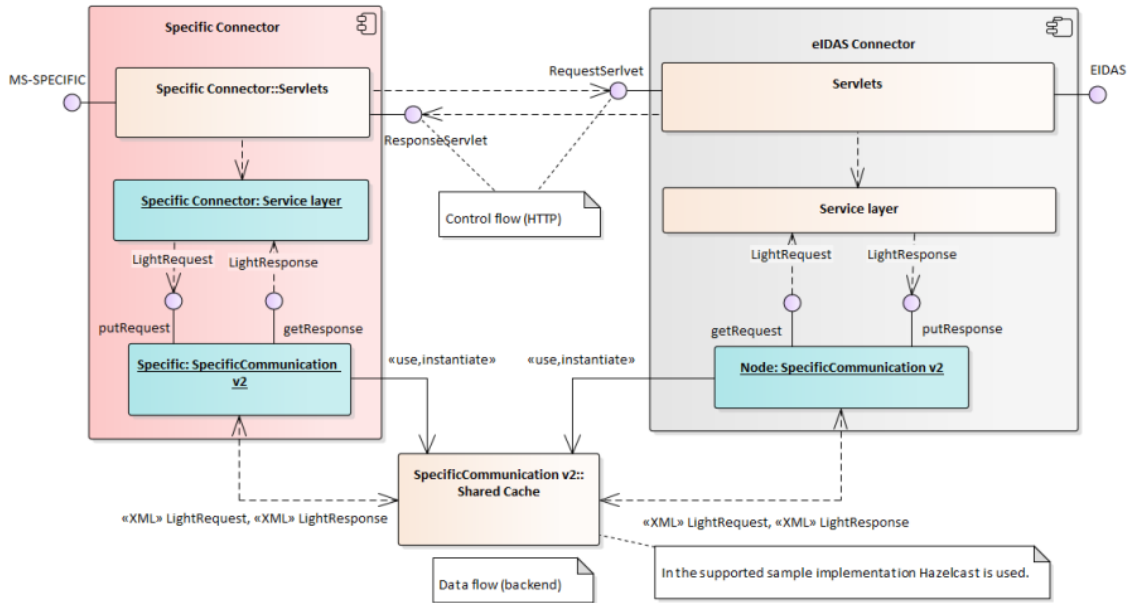 Specific Connector
eIDAS Connector
MS-SPECIFIC
Specific Connector::Servlets
RequestSerlvet
Servlets
EIDAS
ResponseServlet
Specific Connector: Service layer
Control flow (HTTP)
Service layer
LightRequest
LightResponse
LightRequest
LightResponse
putRequest
getResponse
getRequest
putResponse
Specific: SpecificCommunication
v2
«use,instantiate»
«use,instantiate»
Node: SpecificCommunication v2
SpecificCommunication v2::
Shared Cache
«XML» LightRequest, «XML» LightResponse
«XML» LightRequest, «XML» LightResponse
Data flow (backend)
In the supported sample implementation Hazelcast is used.